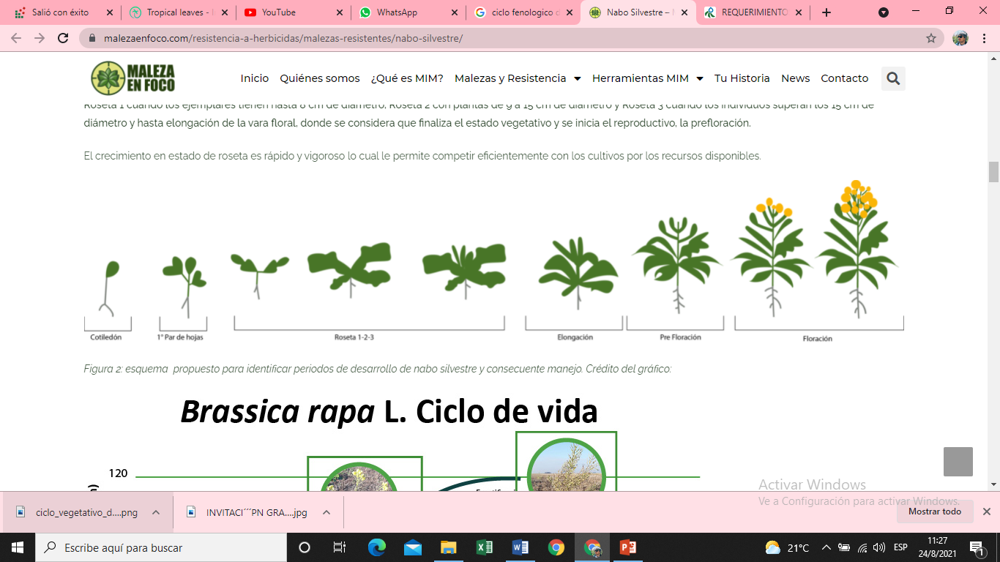 Salió con éxito
Tropical leaves - I
YouTube
WhatsApp
ciclo fenologico d
Nabo Silvestre – M
REQUERIMIENTO
malezaenfoco.com/resistencia-a-herbicidas/malezas-resistentes/nabo-silvestre/
MALEZA
EN FOCO
Inicio Quiénes somos ¿Qué es MIM? Malezas y Resistencia Herramientas MIM Tu Historia News Contacto
Roseta 1 cuando los ejemplares tienen hasta 8 cm de diámetro, Roseta 2 con plantas de 9 a 15 cm de diámetro y Roseta 3 cuando los individuos superan los 15 cm de
diámetro y hasta elongación de la vara floral, donde se considera que finaliza el estado vegetativo y se inicia el reproductivo, la prefloración.
El crecimiento en estado de roseta es rápido y vigoroso lo cual le permite competir eficientemente con los cultivos por los recursos disponibles.
Cotiledón
1° Par de hojas
Roseta 1-2-3
Elongación
Pre Floración
Floración
Figura 2: esquema propuesto para identificar periodos de desarrollo de nabo silvestre y consecuente manejo. Crédito del gráfico:
Brassica rapa L. Ciclo de vida
120
Activar Windows
Ve a Configuración para activar Windows.
ciclo_vegetativo_d....png
INVITACI´´´PN GRA....jpg
Mostrar todo
Escribe aquí para buscar
21°C
ESP
11:27
24/8/2021
1